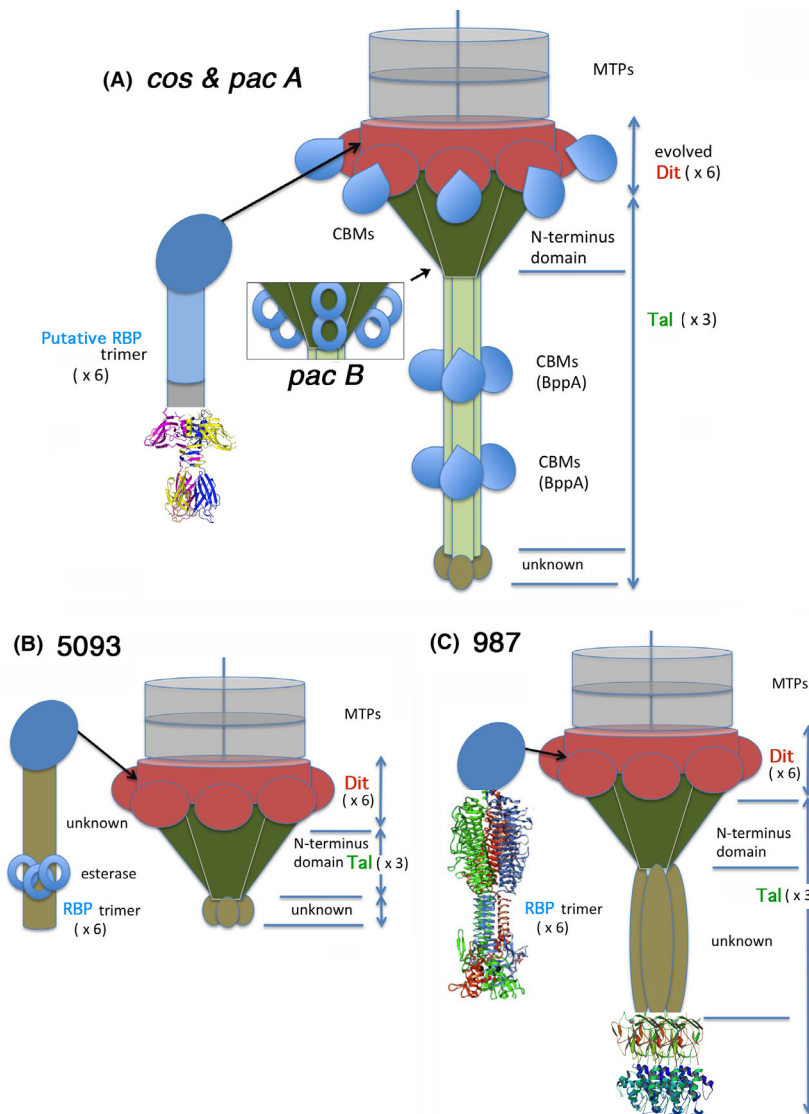 (A) cos & pac A
MTPs
evolved
Dit ( x 6)
CBMs
N-terminus
domain
Tal ( x 3)
Putative RBP
trimer
( x 6)
pac B
CBMs
(BppA)
CBMs
(BppA)
unknown
(B) 5093
MTPs
Dit
( x 6)
unknown
N-terminus
domain Tal ( x 3)
esterase
RBP trimer
( x 6)
unknown
(C) 987
MTPs
Dit
( x 6)
N-terminus
domain
Tal ( x 3
RBP trimer
( x 6)
unknown